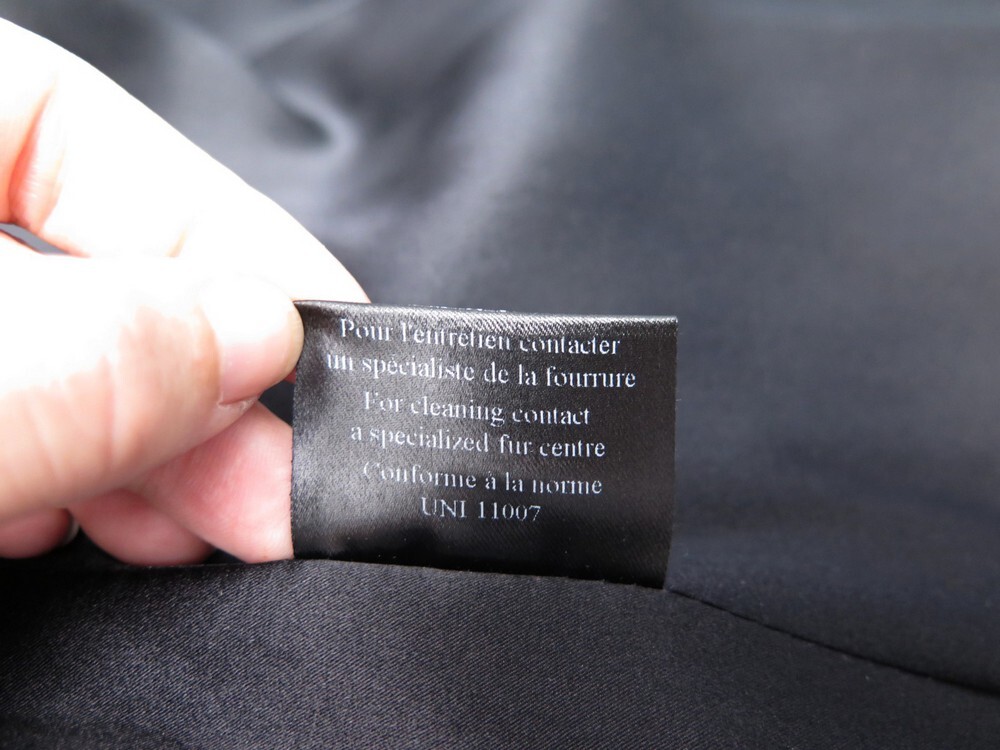 Pour l'entretien contacter
un spécialiste de la fourrure
For cleaning contact
a specialized fur centre
Conforme à la norme
UNI 11007